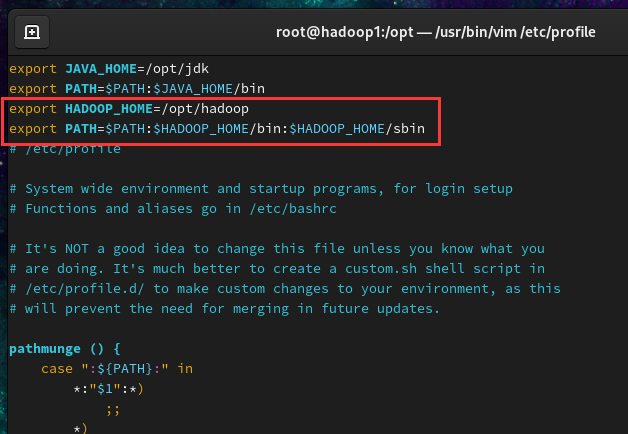 root@hadoop1:/opt — /usr/bin/vim /etc/profile
export JAVA_HOME=/opt/jdk
export PATH=$PATH:$JAVA_HOME/bin
export HADOOP_HOME=/opt/hadoop
export PATH=$PATH:$HADOOP_HOME/bin:$HADOOP_HOME/sbin
# /etc/profile
# System wide environment and startup programs, for login setup
# Functions and aliases go in /etc/bashrc
# It's NOT a good idea to change this file unless you know what you
# are doing. It's much better to create a custom.sh shell script in
# /etc/profile.d/ to make custom changes to your environment, as this
# will prevent the need for merging in future updates.
pathmunge () {
    case ":${PATH}:" in
        *:"$1":*)
            ;;
        *)